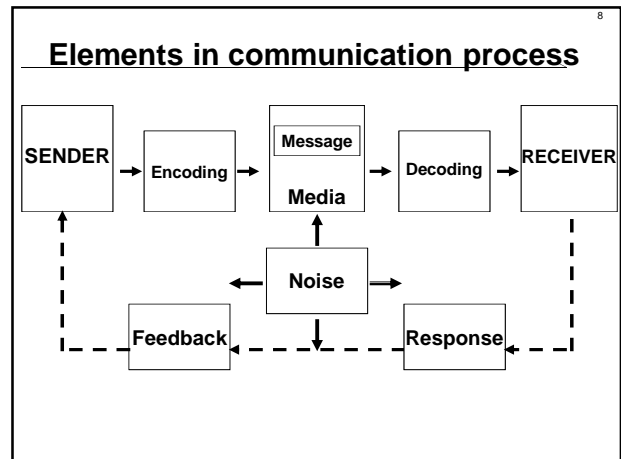 8
Elements in communication process
SENDER
Encoding
Message
Media
Decoding
RECEIVER
Noise
Feedback
Response